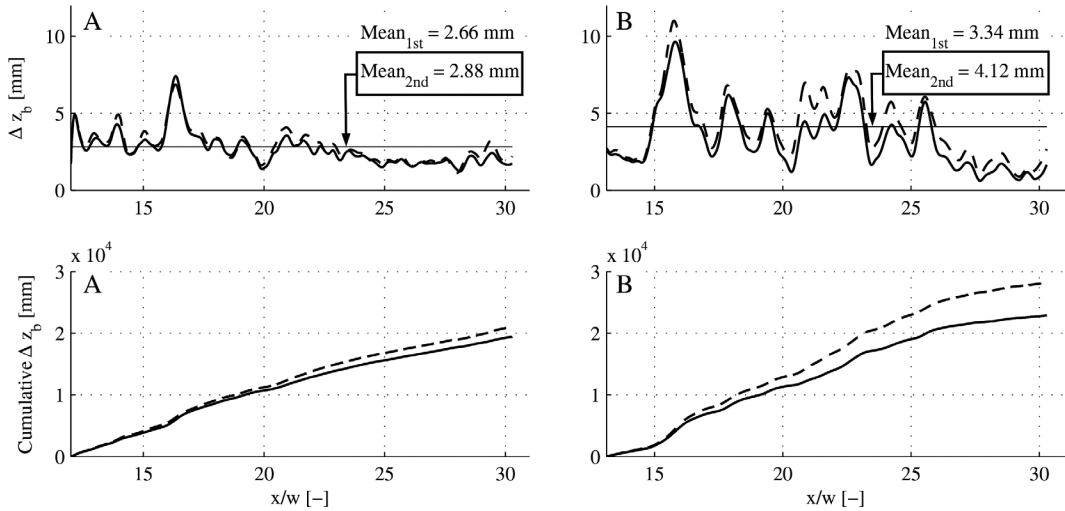 A
Mean1st = 2.66 mm
Mean2nd = 2.88 mm
Δ zb [mm]
10
5
0
15 20 25 30
B
Mean1st = 3.34 mm
Mean2nd = 4.12 mm
10
5
0
15 20 25 30
x 10^4
A
Cumulative Δ zb [mm]
3
2
1
0
15 20 25 30
x/w [−]
x 10^4
B
3
2
1
0
15 20 25 30
x/w [−]